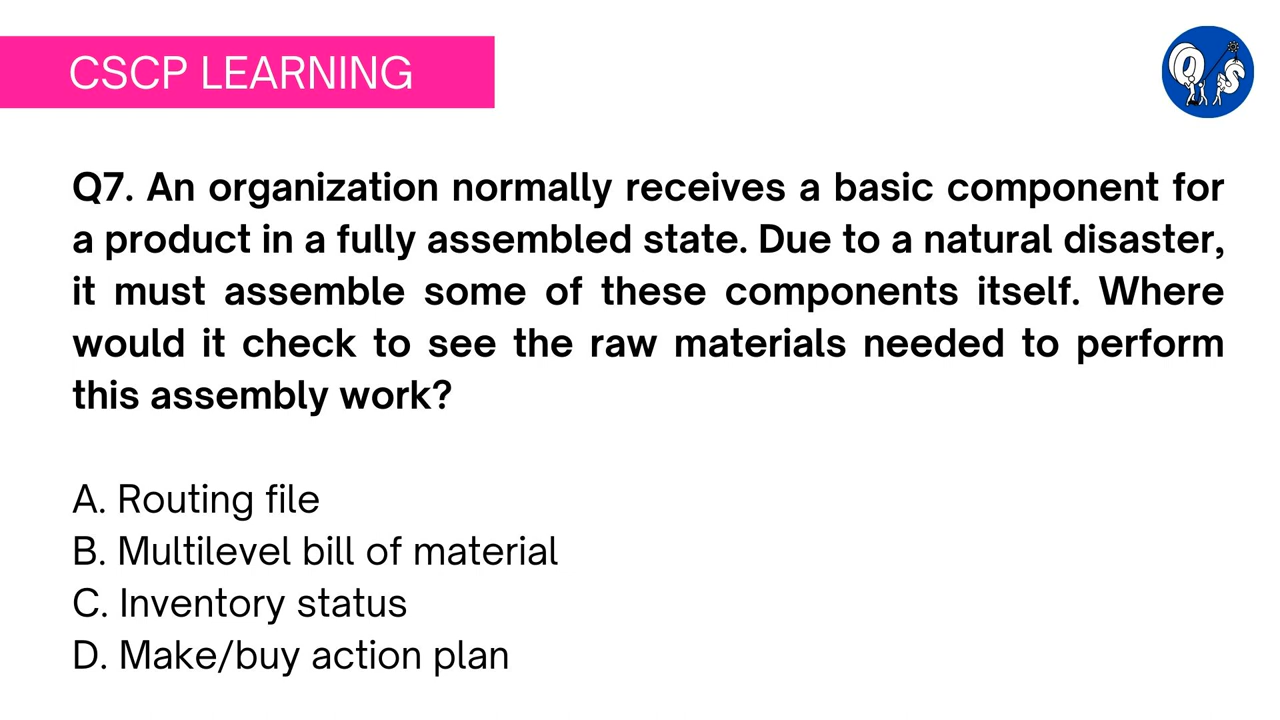 CSCP LEARNING
QS
Q7. An organization normally receives a basic component for
a product in a fully assembled state. Due to a natural disaster,
it must assemble some of these components itself. Where
would it check to see the raw materials needed to perform
this assembly work?
A. Routing file
B. Multilevel bill of material
C. Inventory status
D. Make/buy action plan